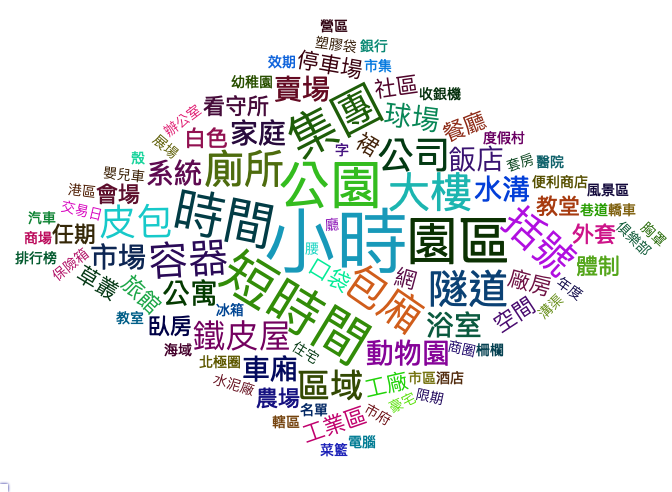 營區
塑膠袋 銀行
效期 停車場 市集
幼稚園 賣場 集團 社區 收銀機
辦公室 看守所 球場 餐廳
展場 白色 家庭 字 裙 公司 度假村
殼 系統 廁所 飯店 套房 醫院
嬰兒車 公園 大樓 水溝 便利商店
港區 會場 風景區
交易日 皮包 時間 廳 小時 園區 括號 教堂 巷道 轎車
汽車 任期 外套 俱樂部 胸罩
商場 市場 容器 腰
排行榜 保險箱 口袋 網 隧道 廠房 體制
草叢 旅館 公寓 短時間 包廂 空間 年度
冰箱 溝渠
教室 臥房 鐵皮屋 浴室
海域 住宅 動物園 商圈 柵欄
北極圈 車廂
水泥廠 區域 工廠 市區 酒店
農場 名單 豪宅 限期
轄區 工業區 市府
菜籃 電腦